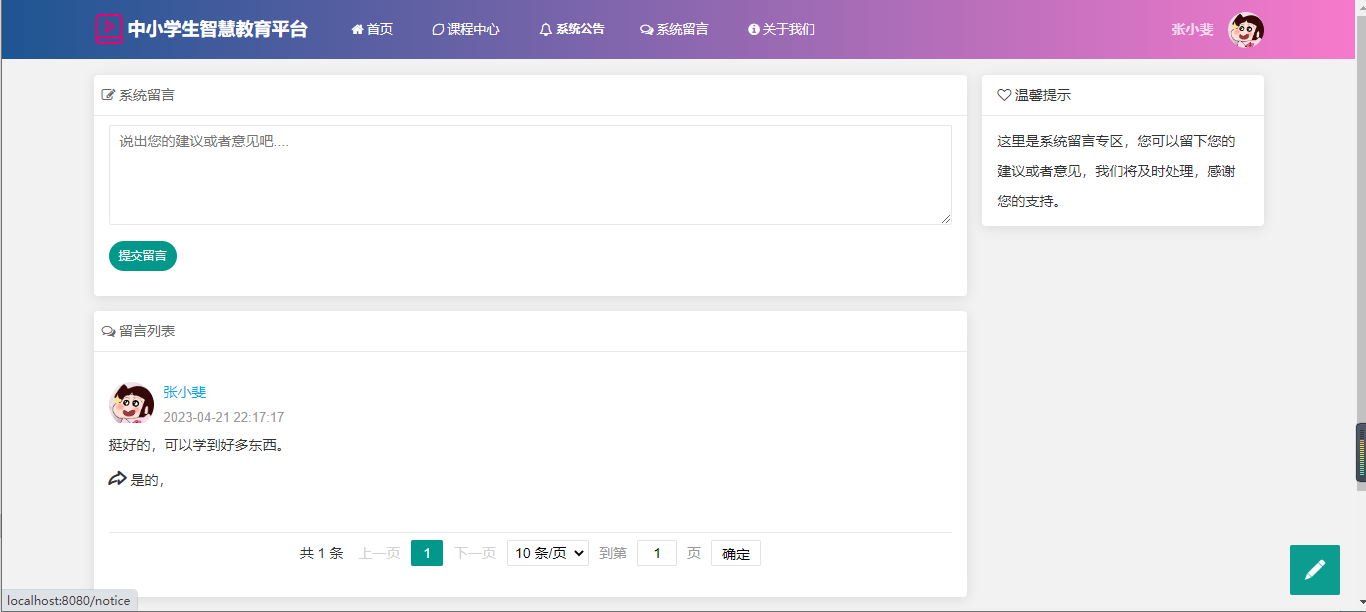 中小学生智慧教育平台 首页 课程中心 系统公告 系统留言 关于我们 张小斐
系统留言
说出您的建议或者意见吧....
提交留言
温馨提示
这里是系统留言专区，您可以留下您的
建议或者意见，我们将及时处理，感谢
您的支持。
留言列表
张小斐
2023-04-21 22:17:17
挺好的，可以学到好多东西。
是的，
共 1 条 上一页 1 下一页 10 条/页 到第 1 页 确定
localhost:8080/notice